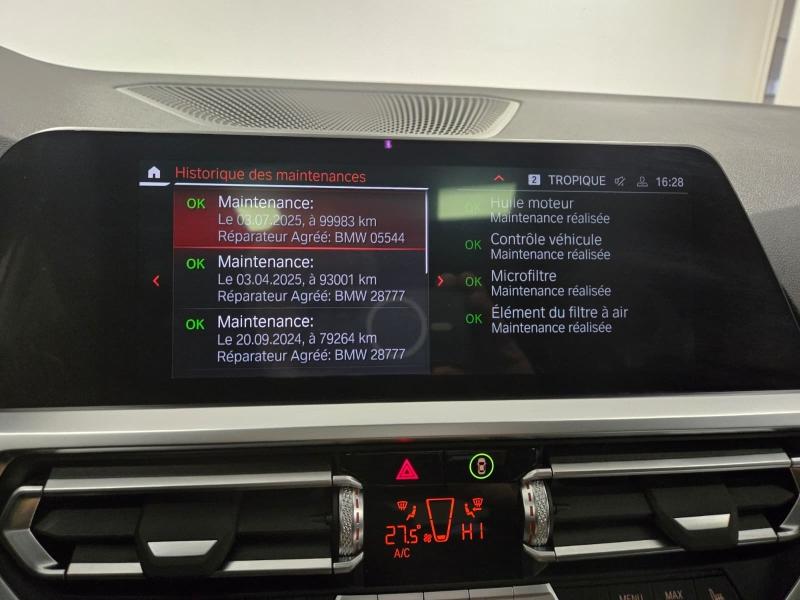 Historique des maintenances
2 TROPIQUE 16:28
OK Maintenance:
Le 03.07.2025, à 99983 km
Réparateur Agréé: BMW 05544
OK Maintenance:
Le 03.04.2025, à 93001 km
Réparateur Agréé: BMW 28777
OK Maintenance:
Le 20.09.2024, à 79264 km
Réparateur Agréé: BMW 28777
OK Huile moteur
Maintenance réalisée
OK Contrôle véhicule
Maintenance réalisée
OK Microfiltre
Maintenance réalisée
OK Élément du filtre à air
Maintenance réalisée
27.5° HI
A/C
MENU MAX